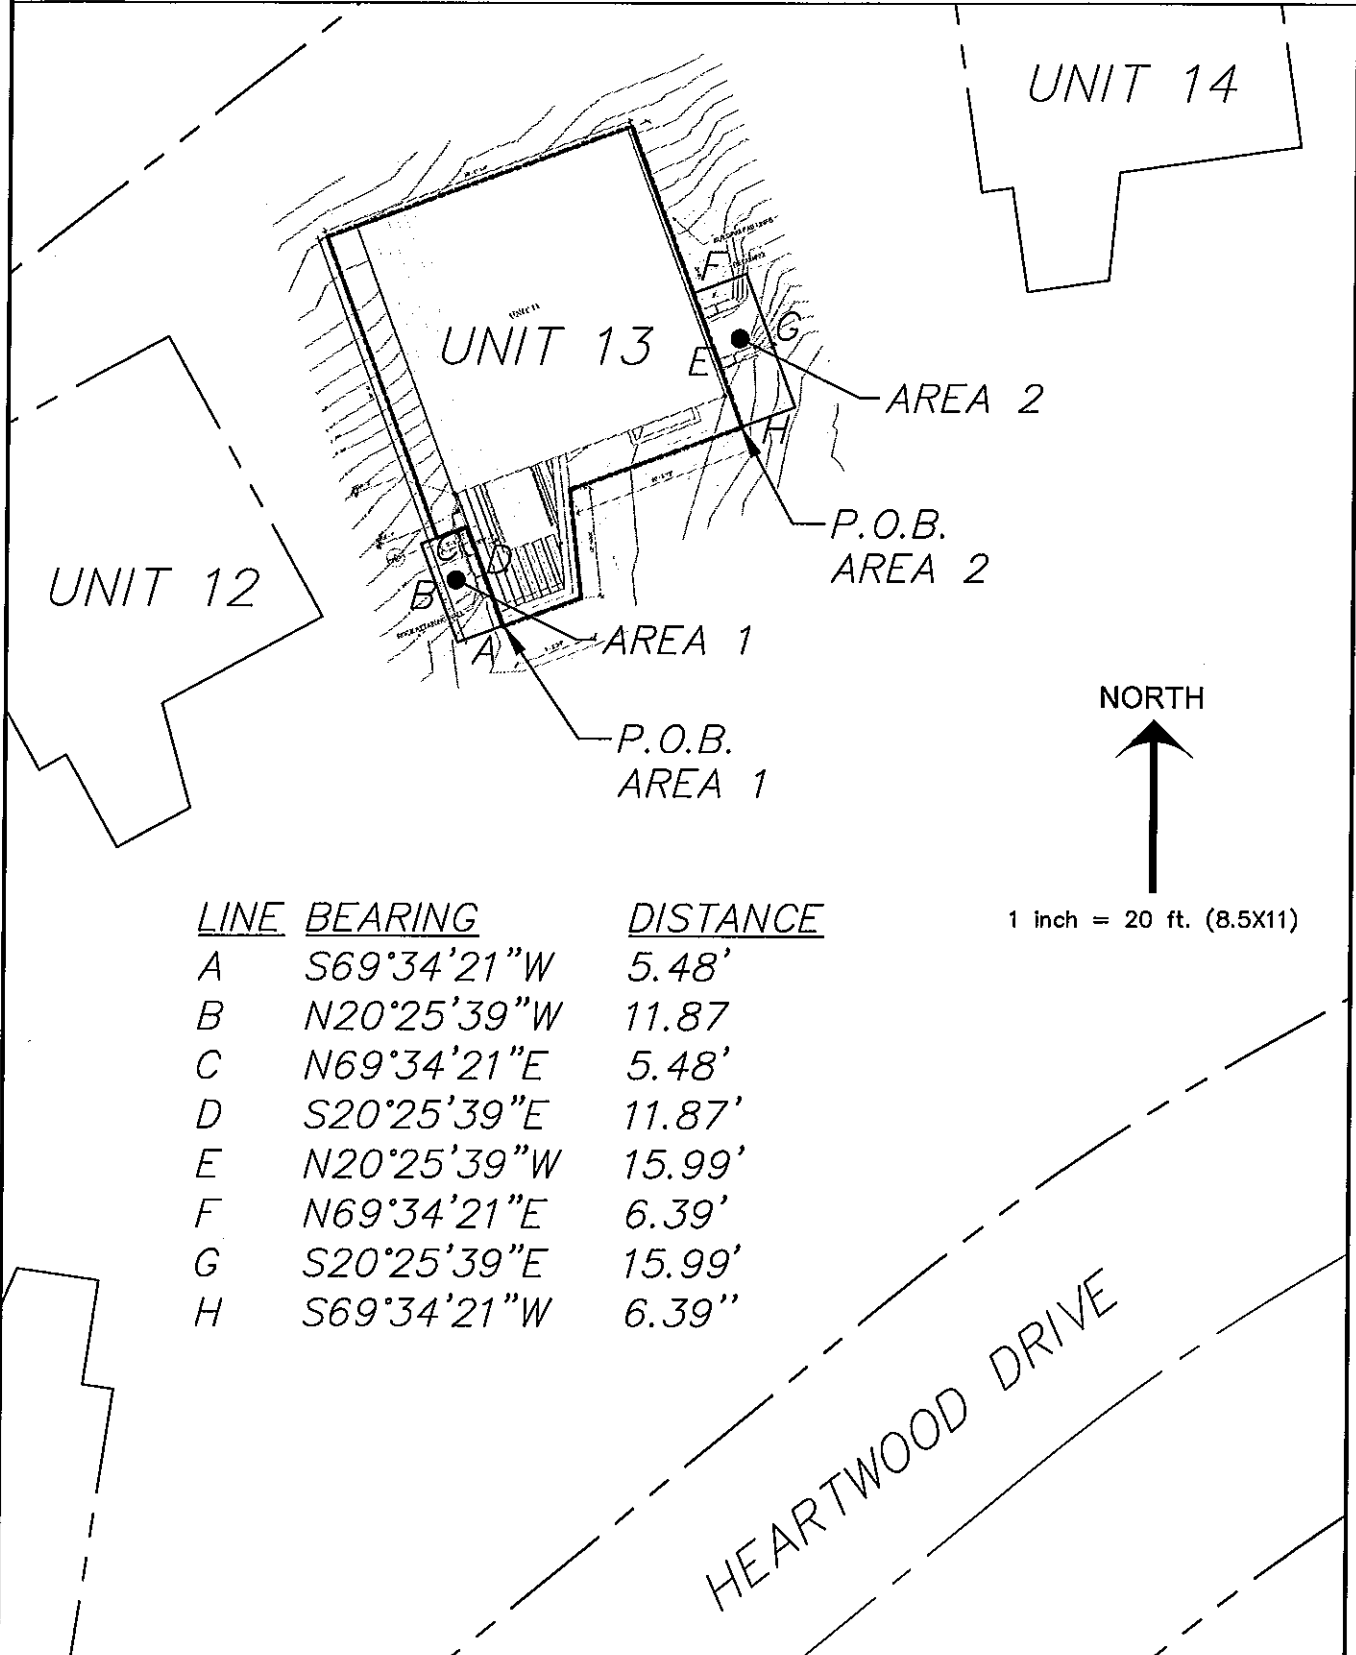 UNIT 14
F
UNIT 13
G
E
AREA 2
H
P.O.B.
AREA 2
C
D
UNIT 12
B
AREA 1
A
NORTH
P.O.B.
AREA 1
LINE BEARING DISTANCE
1 inch = 20 ft. (8.5X11)
A S69°34'21"W 5.48'
B N20°25'39"W 11.87
C N69°34'21"E 5.48'
D S20°25'39"E 11.87'
E N20°25'39"W 15.99'
F N69°34'21"E 6.39'
G S20°25'39"E 15.99'
H S69°34'21"W 6.39"
HEARTWOOD DRIVE